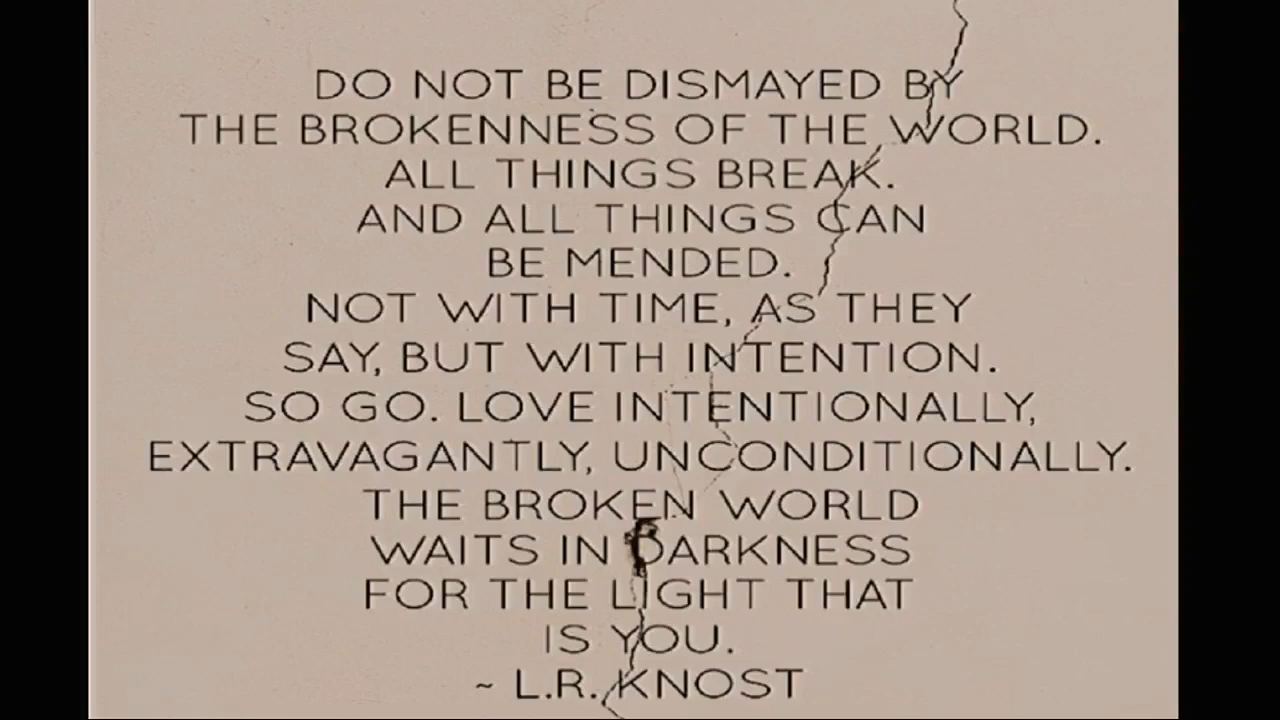 DO NOT BE DISMAYED BY
THE BROKENNESS OF THE WORLD.
ALL THINGS BREAK.
AND ALL THINGS CAN
BE MENDED.
NOT WITH TIME, AS THEY
SAY, BUT WITH INTENTION.
SO GO. LOVE INTENTIONALLY,
EXTRAVAGANTLY, UNCONDITIONALLY.
THE BROKEN WORLD
WAITS IN DARKNESS
FOR THE LIGHT THAT
IS YOU.
~ L.R. KNOST